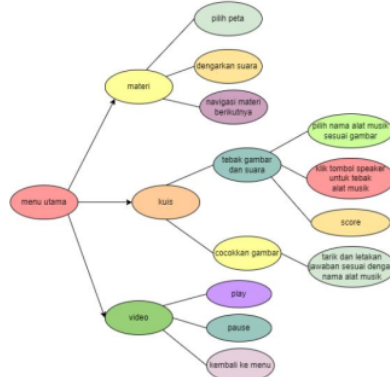 pilih peta
dengarkan suara
materi
navigasi materi
berikutnya
pilih nama alat musik
sesuai gambar
tebak gambar
dan suara
klik tombol speaker
untuk tebak
alat musik
menu utama
kuis
score
cocokkan gambar
tarik dan letakan
jawaban sesuai dengan
nama alat musik
play
video
pause
kembali ke menu